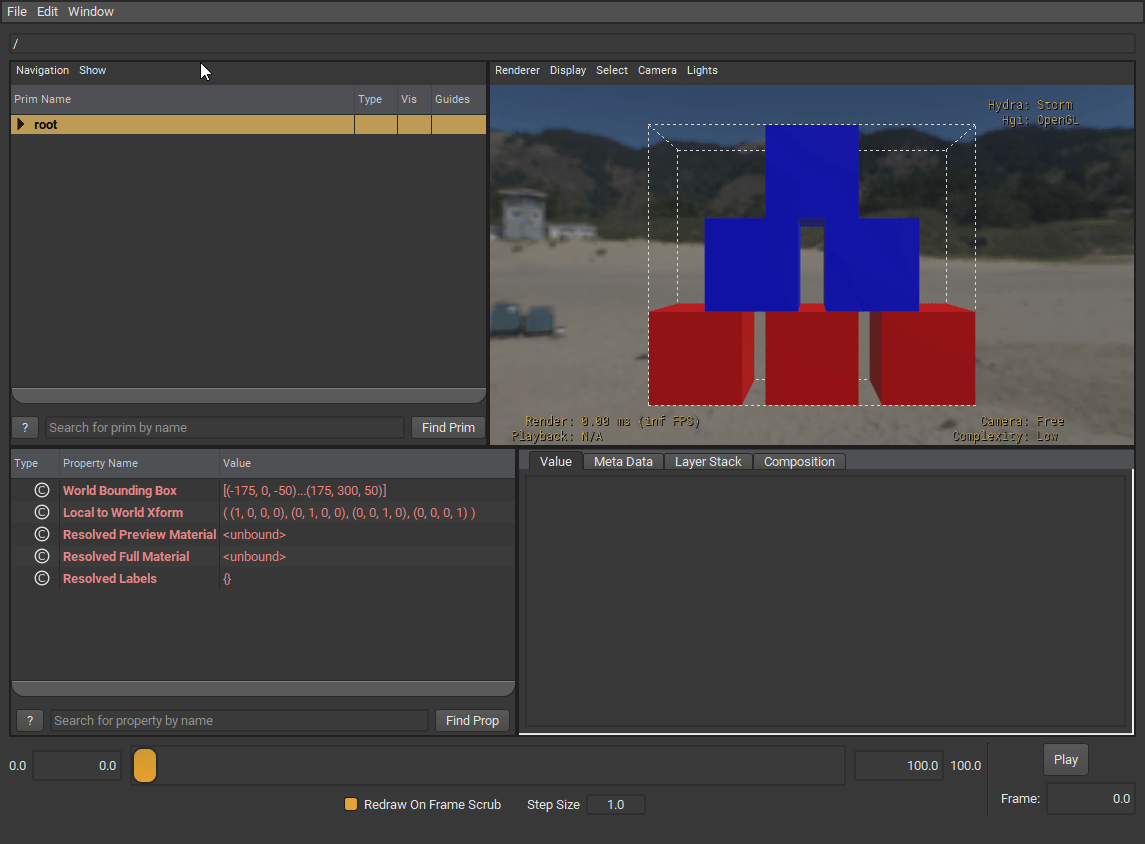 File Edit Window
/
Navigation Show
Prim Name Type Vis Guides
root
? Search for prim by name Find Prim
Renderer Display Select Camera Lights
Hydra: Storm
Hgi: OpenGL
Render: 0.00 ms (inf FPS)
Playback: N/A
Camera: Free
Complexity: Low
Type Property Name Value
© World Bounding Box [(-175, 0, -50)...(175, 300, 50)]
© Local to World Xform ( (1, 0, 0, 0), (0, 1, 0, 0), (0, 0, 1, 0), (0, 0, 0, 1) )
© Resolved Preview Material <unbound>
© Resolved Full Material <unbound>
© Resolved Labels {}
? Search for property by name Find Prop
Value Meta Data Layer Stack Composition
0.0 0.0 100.0 100.0 Play
Redraw On Frame Scrub Step Size 1.0 Frame: 0.0